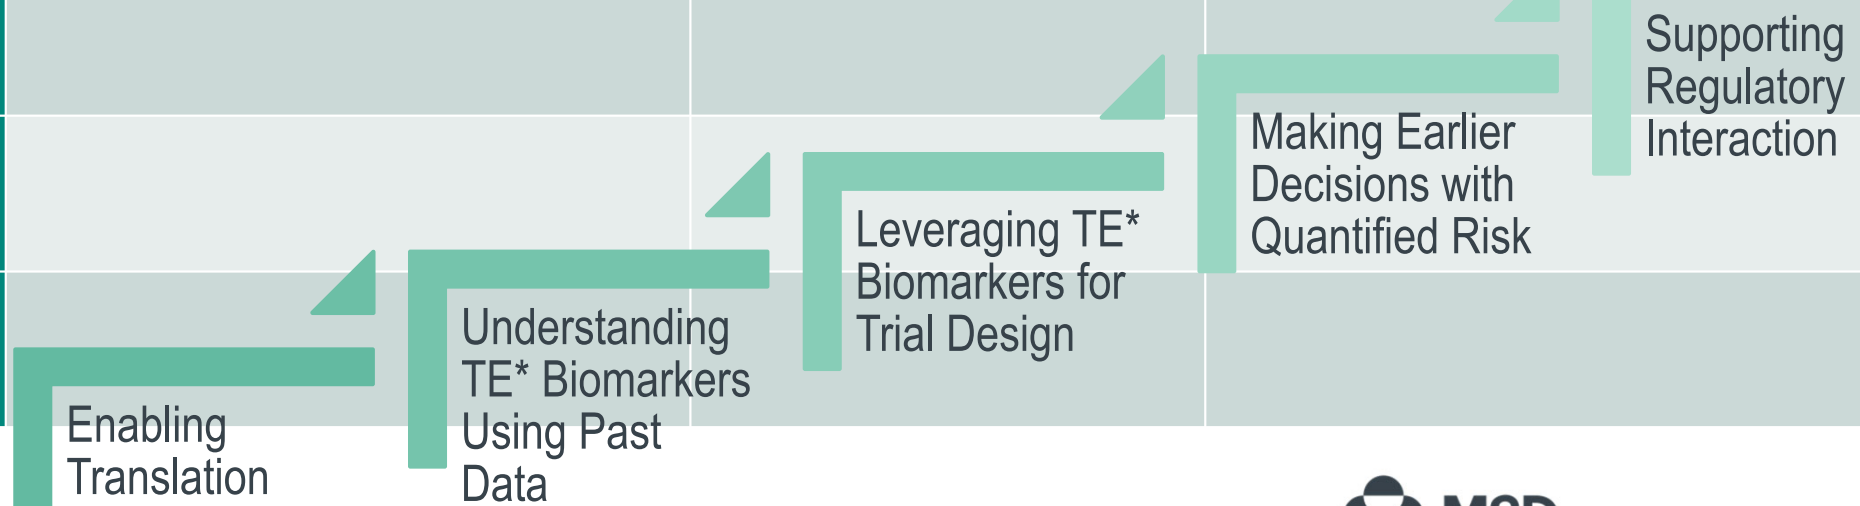 Supporting
Regulatory
Interaction
Making Earlier
Decisions with
Quantified Risk
Leveraging TE*
Biomarkers for
Trial Design
Understanding
TE* Biomarkers
Using Past
Data
Enabling
Translation
MSD